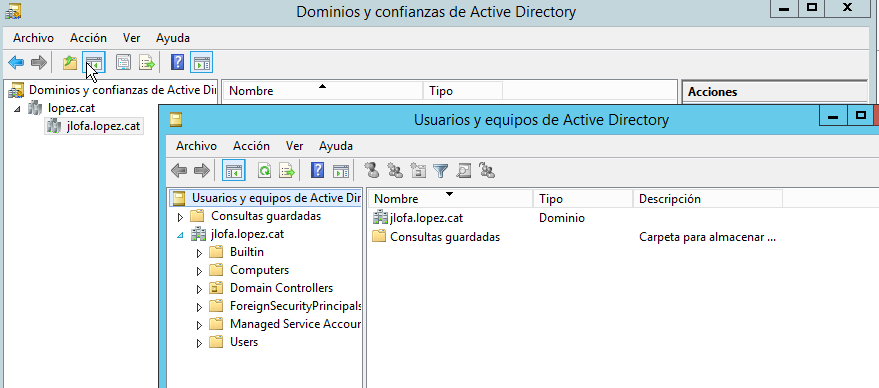 Dominios y confianzas de Active Directory
Archivo Acción Ver Ayuda
Dominios y confianzas de Active Di
Nombre Tipo
Acciones
lopez.cat
jlofa.lopez.cat
Usuarios y equipos de Active Directory
Archivo Acción Ver Ayuda
Usuarios y equipos de Active Dir
Nombre Tipo Descripción
Consultas guardadas
jlofa.lopez.cat Dominio
jlofa.lopez.cat
Consultas guardadas Carpeta para almacenar ...
Builtin
Computers
Domain Controllers
ForeignSecurityPrincipals
Managed Service Accour
Users